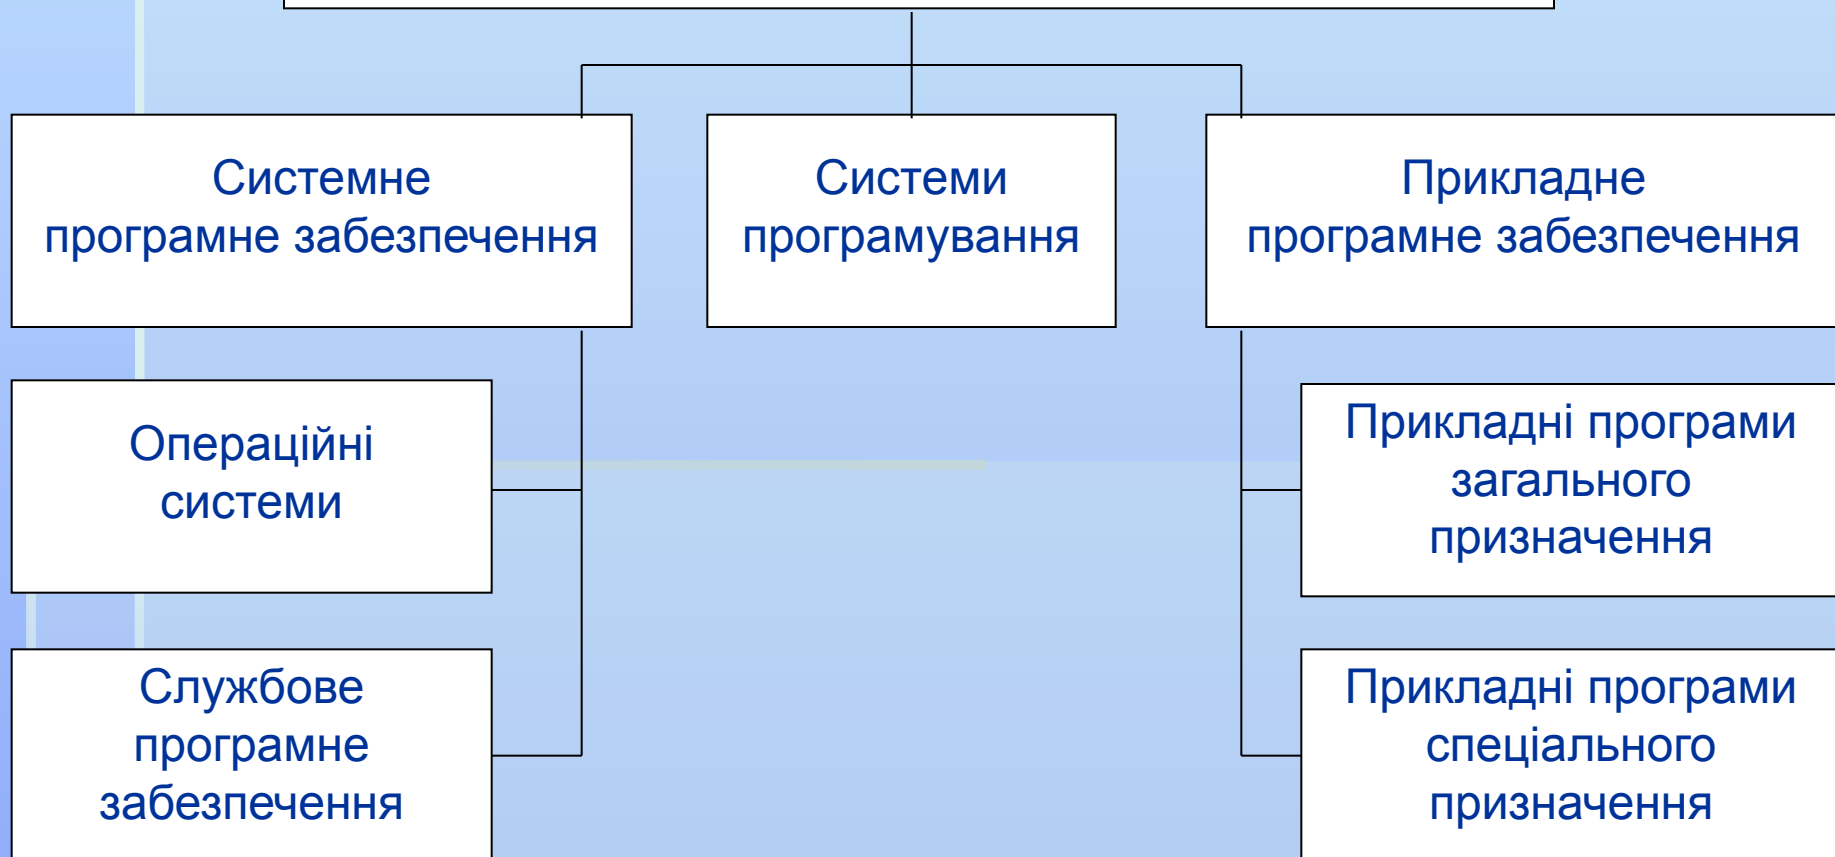 Системне
програмне забезпечення
Системи
програмування
Прикладне
програмне забезпечення
Операційні
системи
Прикладні програми
загального
призначення
Службове
програмне
забезпечення
Прикладні програми
спеціального
призначення